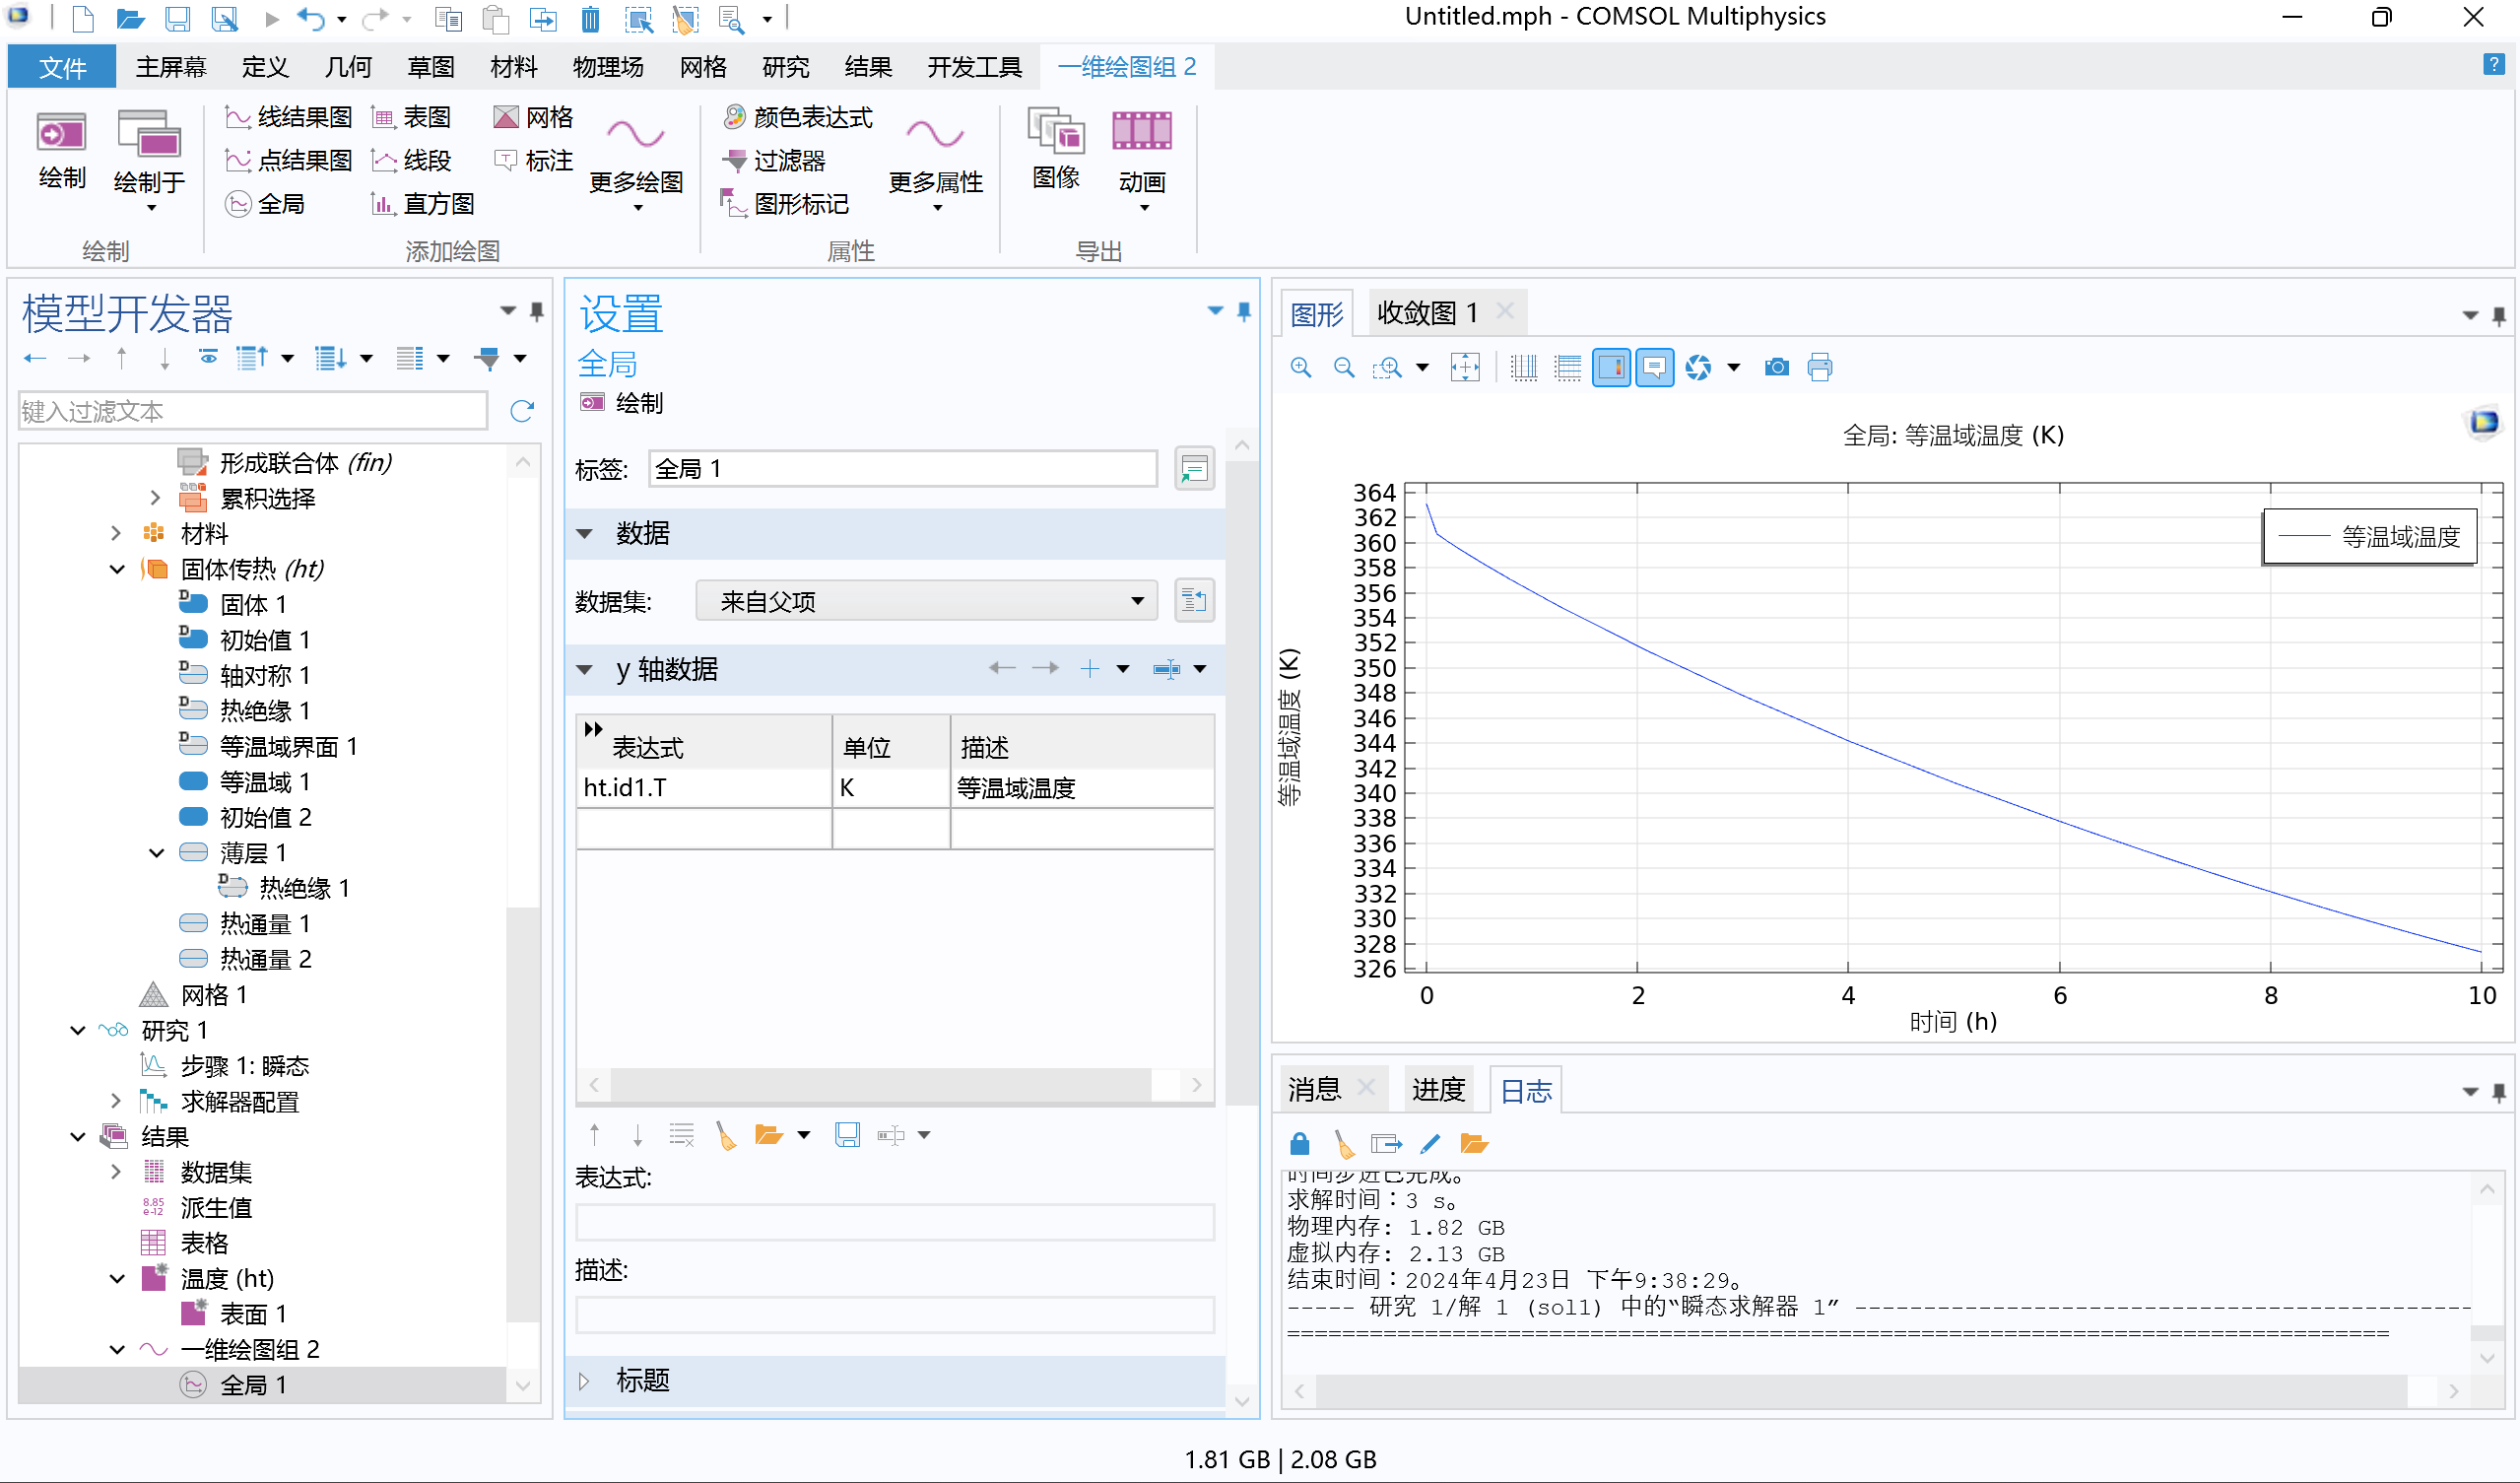 Untitled.mph - COMSOL Multiphysics
文件 主屏幕 定义 几何 草图 材料 物理场 网格 研究 结果 开发工具 一维绘图组 2 ?
绘制
绘制于
线结果图 表图 网格
点结果图 线段 T 标注
全局 直方图
更多绘图
颜色表达式
过滤器
图形标记
更多属性
图像
动画
绘制 添加绘图 属性 导出
模型开发器
键入过滤文本
形成联合体 (fin)
累积选择
材料
固体传热 (ht)
D 固体 1
D 初始值 1
D 轴对称 1
D 热绝缘 1
D 等温域界面 1
等温域 1
初始值 2
薄层 1
D 热绝缘 1
热通量 1
热通量 2
网格 1
研究 1
步骤 1: 瞬态
求解器配置
结果
数据集
8.85 e-12 派生值
表格
温度 (ht)
表面 1
一维绘图组 2
全局 1
设置
全局
绘制
标签: 全局 1
数据
数据集: 来自父项
y 轴数据
表达式 单位 描述
ht.id1.T K 等温域温度
表达式:
描述:
标题
图形 收敛图 1
全局: 等温域温度 (K)
364
362
360
358
356
354
352
350
348
346
344
342
340
338
336
334
332
330
328
326
等温域温度 (K)
等温域温度
0 2 4 6 8 10
时间 (h)
消息 进度 日志
时间步进已完成。
求解时间：3 s。
物理内存: 1.82 GB
虚拟内存: 2.13 GB
结束时间：2024年4月23日 下午9:38:29。
----- 研究 1/解 1 (sol1) 中的“瞬态求解器 1” ---------------------------------------------
================================================================================
1.81 GB | 2.08 GB